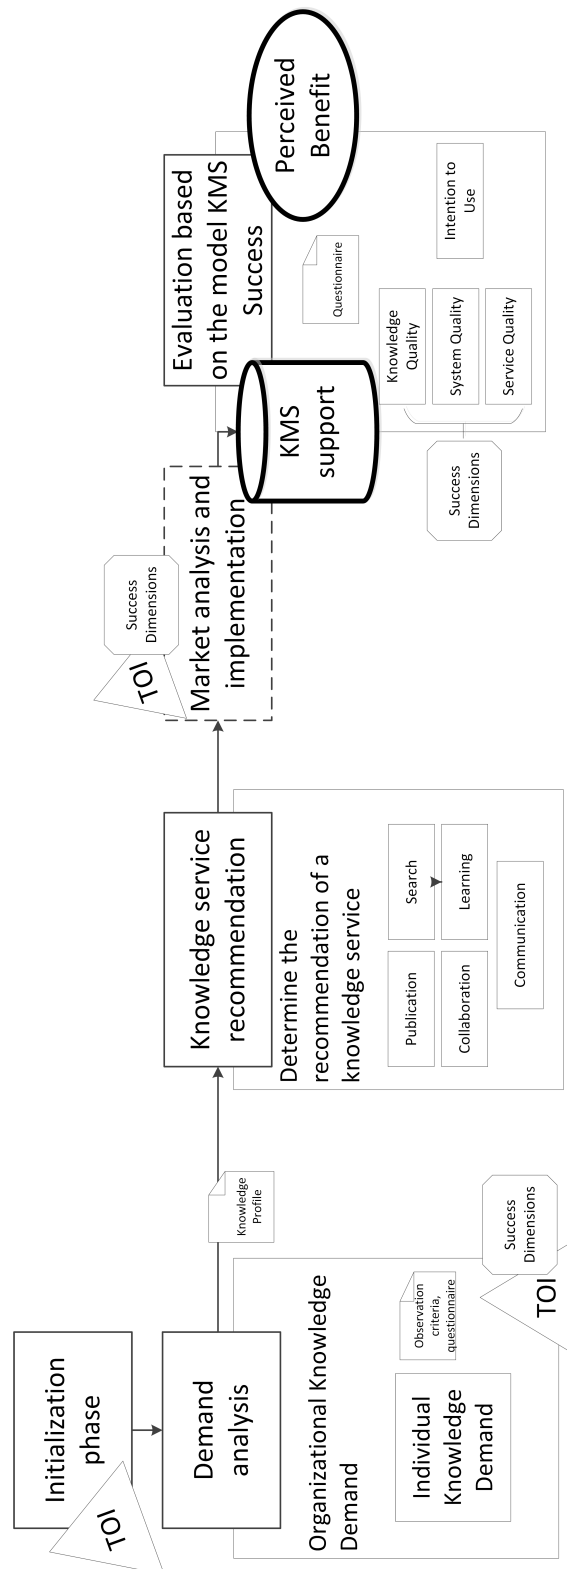 Initialization
phase
TOI
Demand
analysis
Organizational Knowledge
Demand
Individual
Knowledge
Demand
Observation
criteria,
questionnaire
Success
Dimensions
TOI
Knowledge
Profile
Knowledge service
recommendation
Determine the
recommendation of a
knowledge service
Publication
Search
Collaboration
Learning
Communication
TOI
Success
Dimensions
Market analysis and
implementation
KMS
support
Evaluation based
on the model KMS
Success
Perceived
Benefit
Questionnaire
Knowledge
Quality
System Quality
Service Quality
Intention to
Use
Success
Dimensions